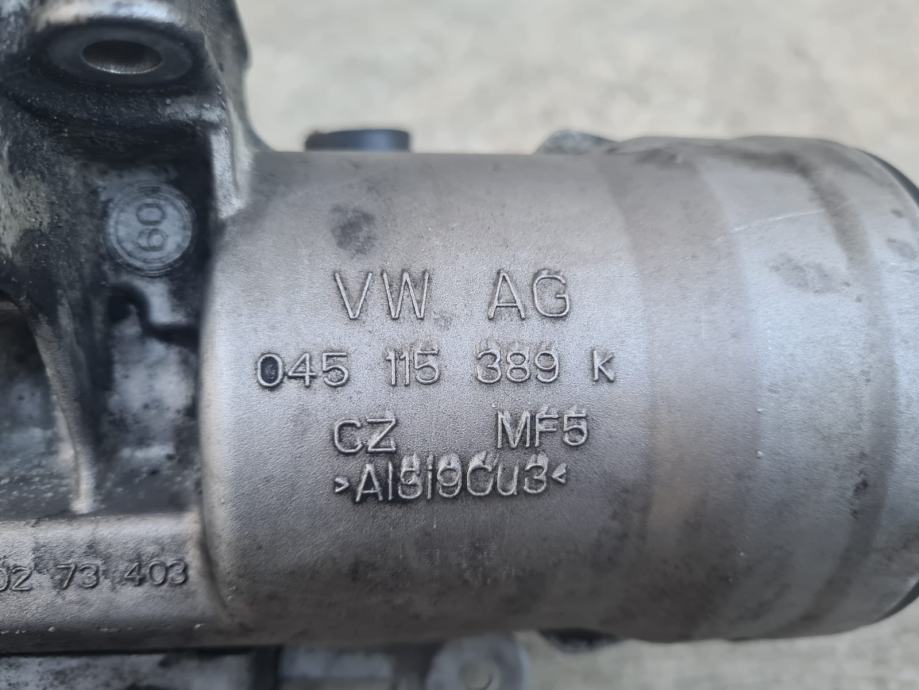 60
VW AG
045 115 389 K
CZ MF5
>AlSi9Cu3<
02 73 403